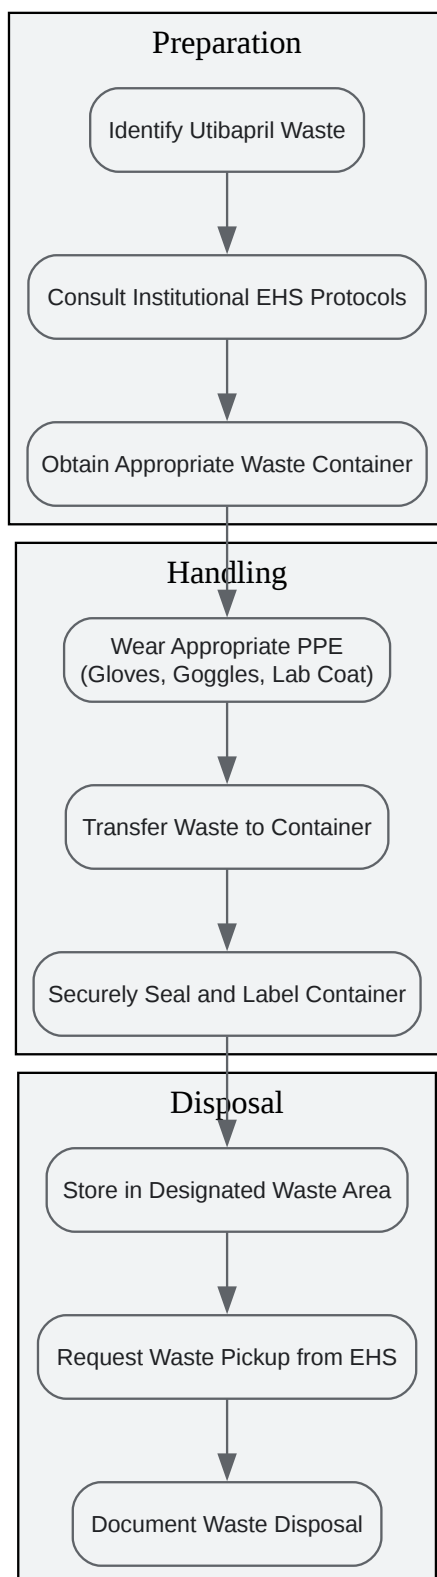 Preparation
Identify Utibapril Waste
Consult Institutional EHS Protocols
Obtain Appropriate Waste Container
Handling
Wear Appropriate PPE
(Gloves, Goggles, Lab Coat)
Transfer Waste to Container
Securely Seal and Label Container
Disposal
Store in Designated Waste Area
Request Waste Pickup from EHS
Document Waste Disposal